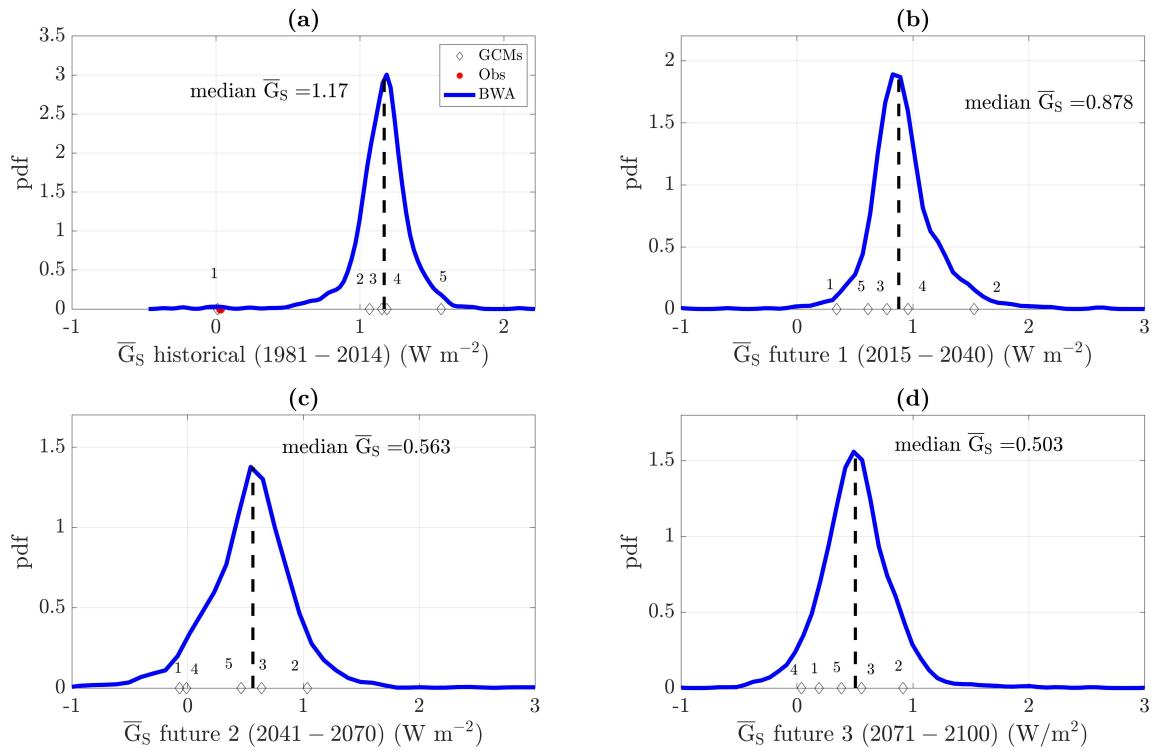 (a)
3.5
3
2.5
2
1.5
1
0.5
0
pdf
median G̅S =1.17
GCMs
Obs
BWA
1
2 3 4 5
-1 0 1 2
G̅S historical (1981 − 2014) (W m−2)
(b)
2
1.5
1
0.5
0
pdf
median G̅S =0.878
1 5 3 4 2
-1 0 1 2 3
G̅S future 1 (2015 − 2040) (W m−2)
(c)
1.5
1
0.5
0
pdf
median G̅S =0.563
1 4 5 3 2
-1 0 1 2 3
G̅S future 2 (2041 − 2070) (W m−2)
(d)
1.5
1
0.5
0
pdf
median G̅S =0.503
4 1 5 3 2
-1 0 1 2 3
G̅S future 3 (2071 − 2100) (W/m2)